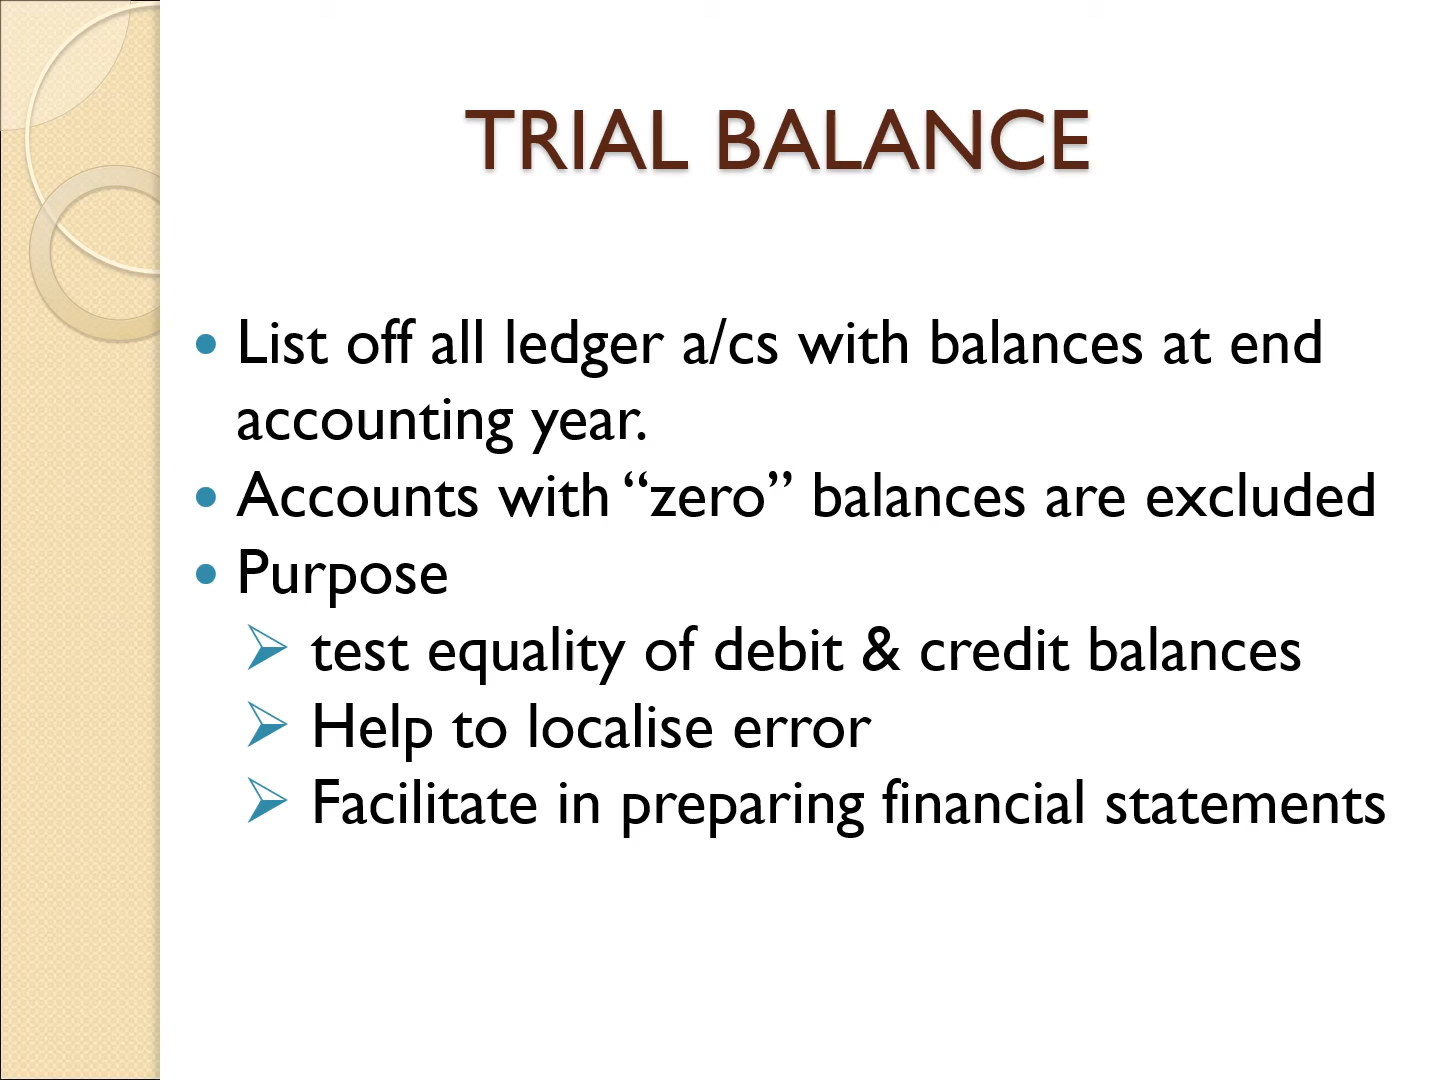 TRIAL BALANCE
• List off all ledger a/cs with balances at end
accounting year.
• Accounts with “zero” balances are excluded
• Purpose
➢ test equality of debit & credit balances
➢ Help to localise error
➢ Facilitate in preparing financial statements